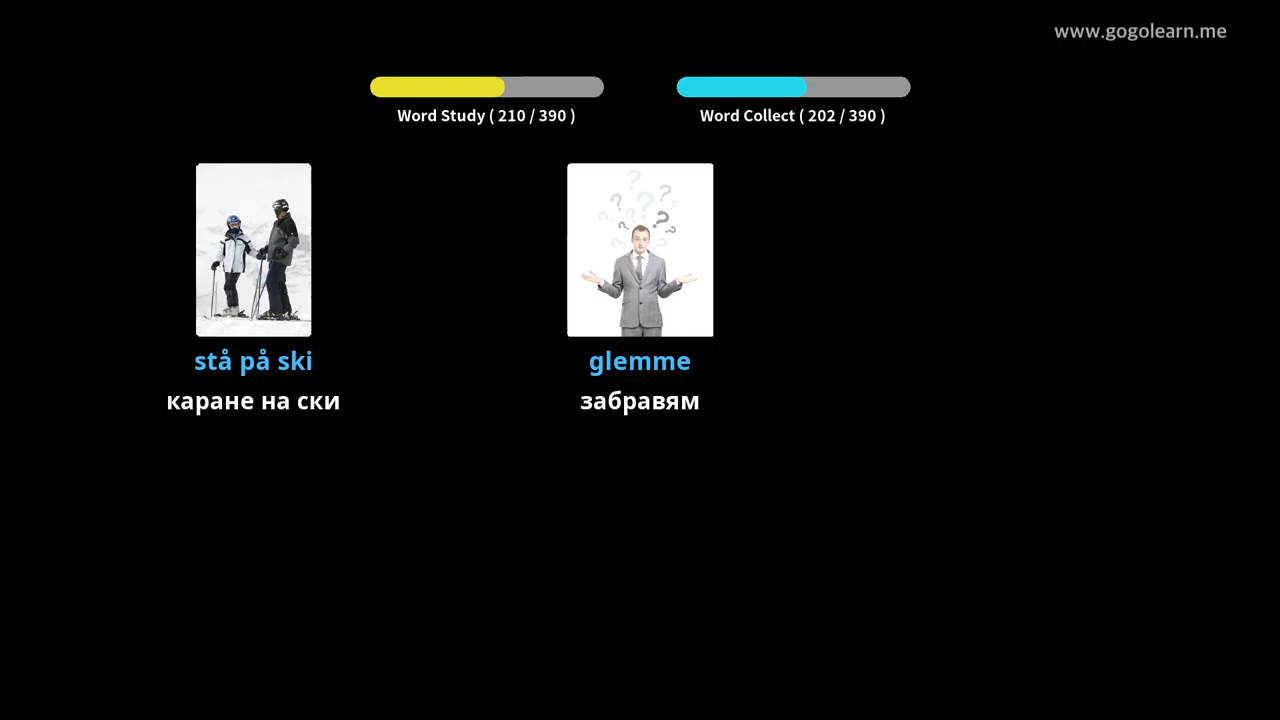 www.gogolearn.me
Word Study ( 210 / 390 )
Word Collect ( 202 / 390 )
stå på ski
glemme
каране на ски
забравям